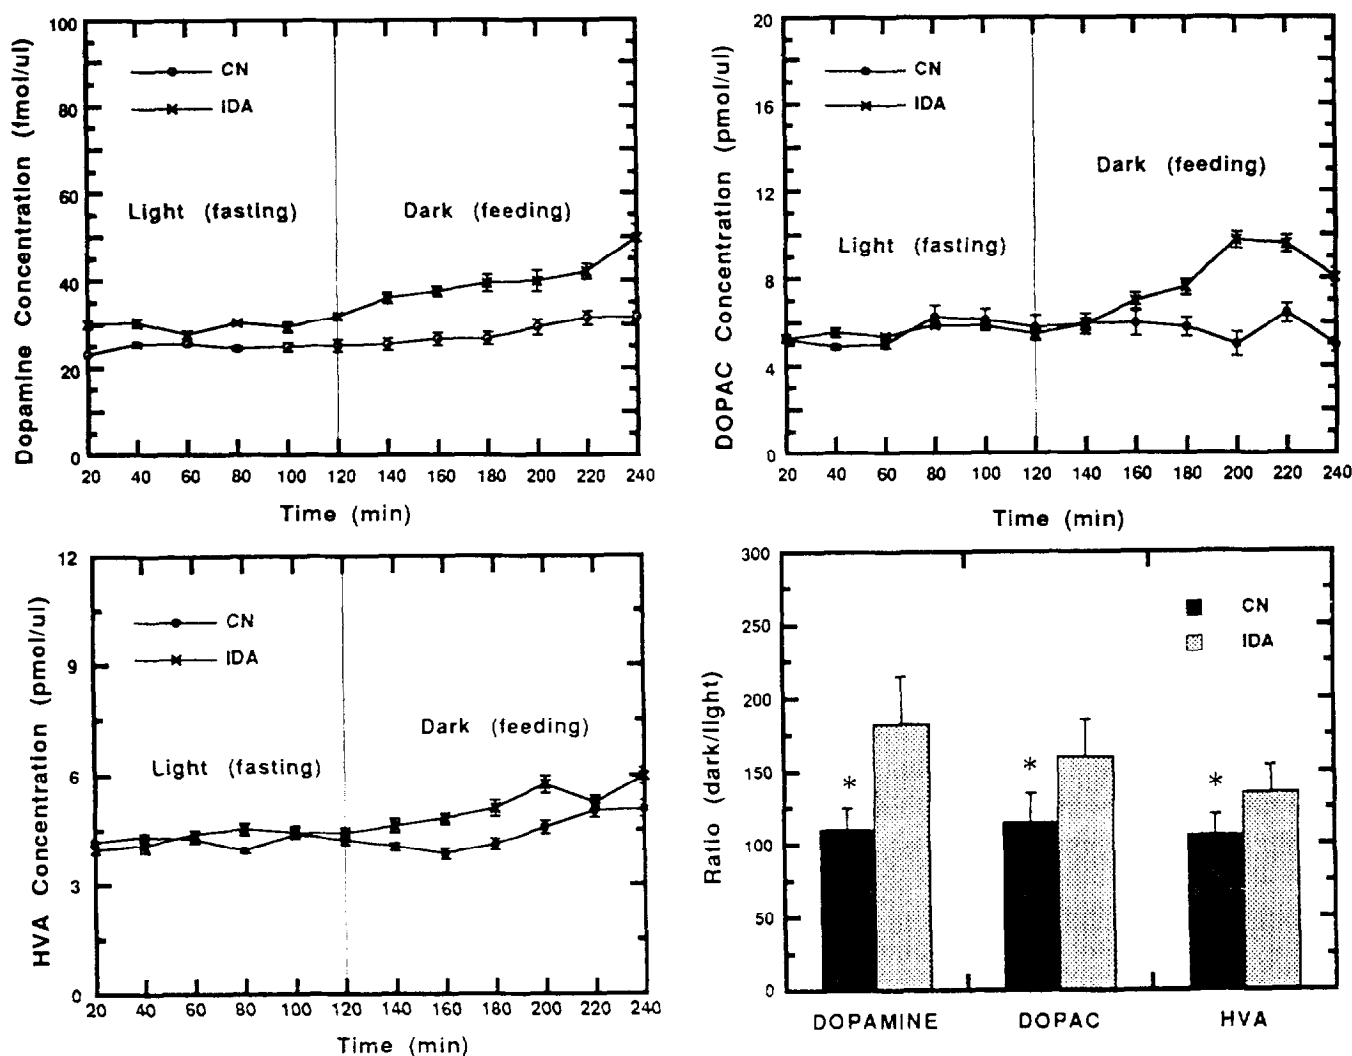 Dopamine Concentration (fmol/ul)
100
80
60
40
20
0
CN
IDA
Light (fasting)
Dark (feeding)
20 40 60 80 100 120 140 160 180 200 220 240
Time (min)
DOPAC Concentration (pmol/ul)
20
16
12
8
4
0
CN
IDA
Dark (feeding)
Light (fasting)
20 40 60 80 100 120 140 160 180 200 220 240
Time (min)
HVA Concentration (pmol/ul)
12
9
6
3
0
CN
IDA
Dark (feeding)
Light (fasting)
20 40 60 80 100 120 140 160 180 200 220 240
Time (min)
Ratio (dark/light)
300
250
200
150
100
50
0
CN
IDA
* * *
DOPAMINE DOPAC HVA